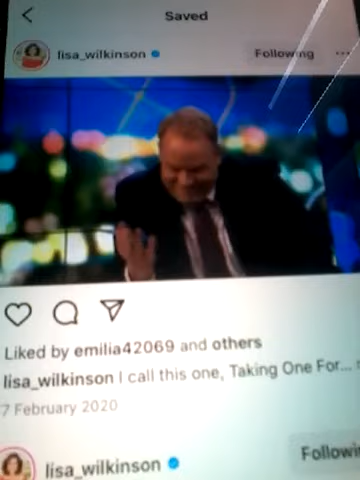 Saved
lisa_wilkinson
Following
Liked by emilia42069 and others
lisa_wilkinson I call this one, Taking One For...
7 February 2020
lisa_wilkinson
Followin